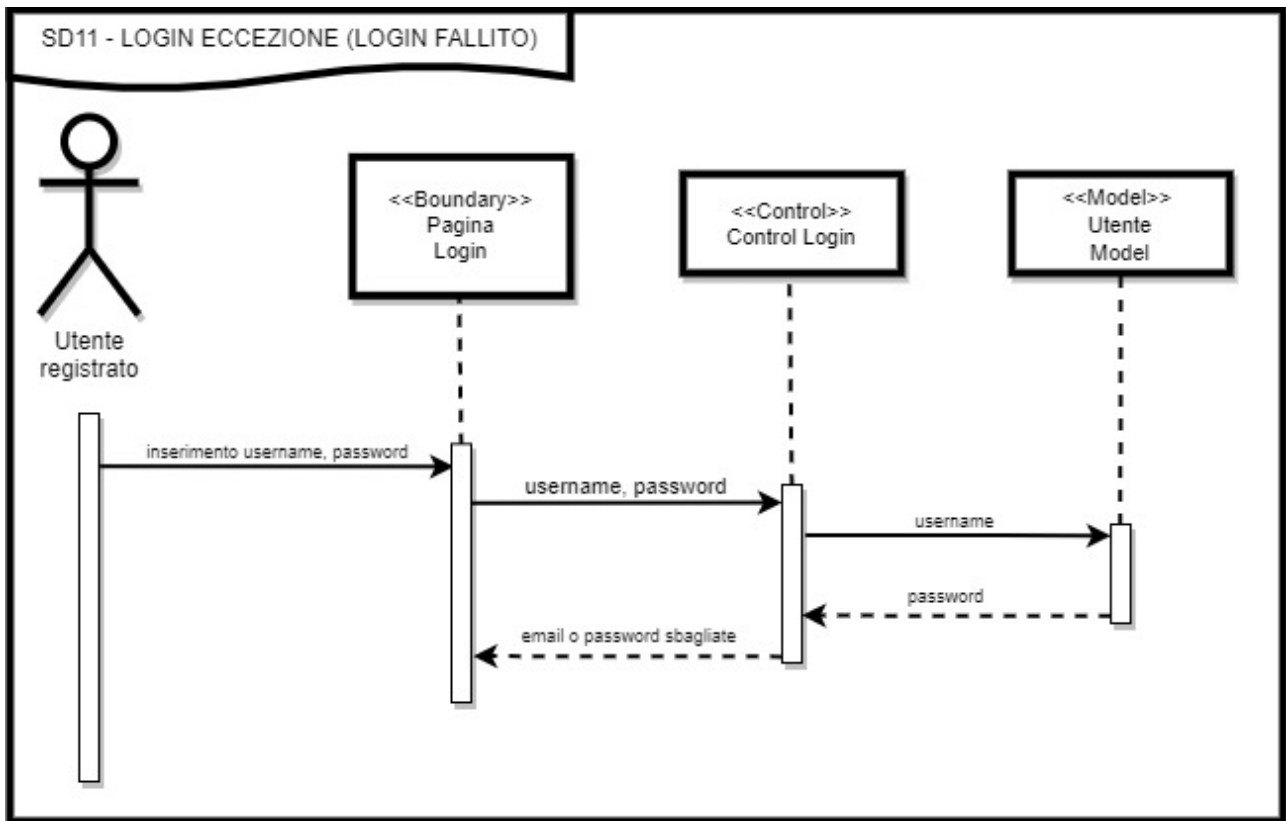 SD11 - LOGIN ECCEZIONE (LOGIN FALLITO)
<<Boundary>>
Pagina
Login
<<Control>>
Control Login
<<Model>>
Utente
Model
Utente
registrato
inserimento username, password
username, password
username
password
email o password sbagliate